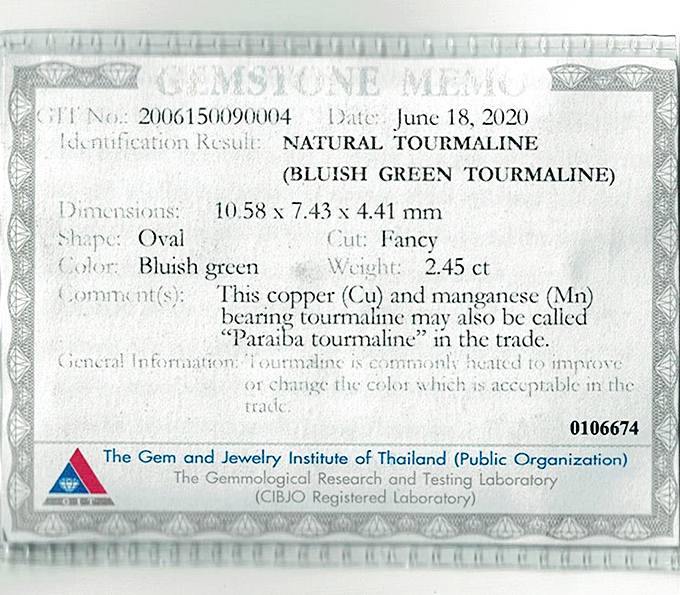 GEMSTONE MEMO
GIT No.: 2006150090004 Date: June 18, 2020
Identification Result: NATURAL TOURMALINE
(BLUISH GREEN TOURMALINE)
Dimensions: 10.58 x 7.43 x 4.41 mm
Shape: Oval Cut: Fancy
Color: Bluish green Weight: 2.45 ct
Comment(s): This copper (Cu) and manganese (Mn)
bearing tourmaline may also be called
“Paraiba tourmaline” in the trade.
General Information: Tourmaline is commonly heated to improve
or change the color which is acceptable in the
trade.
0106674
The Gem and Jewelry Institute of Thailand (Public Organization)
The Gemmological Research and Testing Laboratory
(CIBJO Registered Laboratory)
GIT